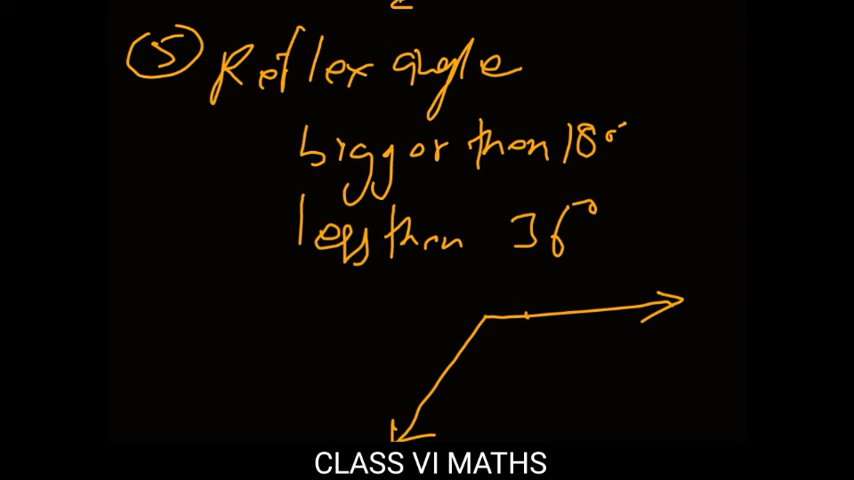 ⑤ Reflex angle
bigger than 180
less than 360
CLASS VI MATHS